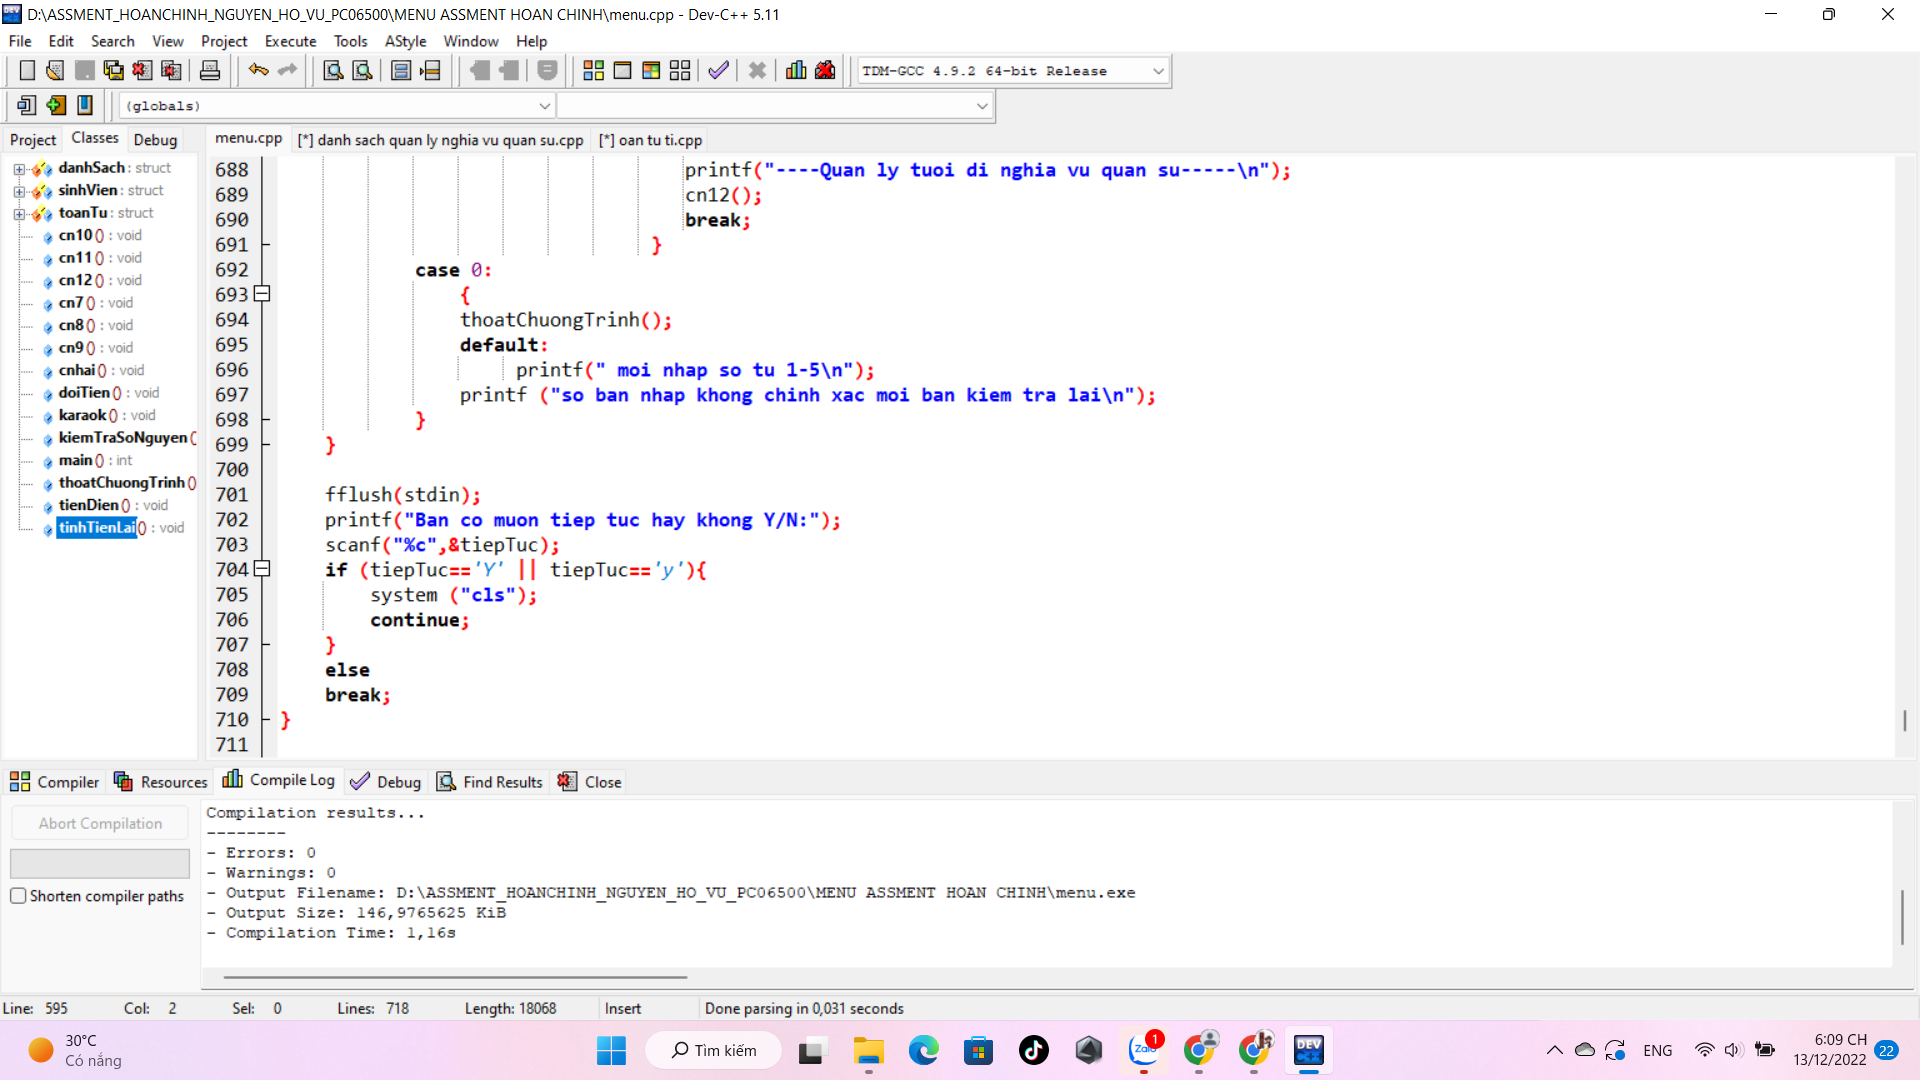 D:\ASSMENT_HOANCHINH_NGUYEN_HO_VU_PC06500\MENU ASSMENT HOAN CHINH\menu.cpp - Dev-C++ 5.11
File Edit Search View Project Execute Tools AStyle Window Help
TDM-GCC 4.9.2 64-bit Release
(globals)
Project Classes Debug
menu.cpp [*] danh sach quan ly nghia vu quan su.cpp [*] oan tu ti.cpp
danhSach : struct
sinhVien : struct
toanTu : struct
cn10 () : void
cn11 () : void
cn12 () : void
cn7 () : void
cn8 () : void
cn9 () : void
cnhai () : void
doiTien () : void
karaok () : void
kiemTraSoNguyen (
main () : int
thoatChuongTrinh ()
tienDien () : void
tinhTienLai () : void
688 printf("----Quan ly tuoi di nghia vu quan su-----\n");
689 cn12();
690 break;
691 }
692 case 0:
693 {
694 thoatChuongTrinh();
695 default:
696 printf(" moi nhap so tu 1-5\n");
697 printf ("so ban nhap khong chinh xac moi ban kiem tra lai\n");
698 }
699 }
700
701 fflush(stdin);
702 printf("Ban co muon tiep tuc hay khong Y/N:");
703 scanf("%c",&tiepTuc);
704 if (tiepTuc=='Y' || tiepTuc=='y'){
705 system ("cls");
706 continue;
707 }
708 else
709 break;
710 }
711
Compiler Resources Compile Log Debug Find Results Close
Abort Compilation
Shorten compiler paths
Compilation results...
--------
- Errors: 0
- Warnings: 0
- Output Filename: D:\ASSMENT_HOANCHINH_NGUYEN_HO_VU_PC06500\MENU ASSMENT HOAN CHINH\menu.exe
- Output Size: 146,9765625 KiB
- Compilation Time: 1,16s
Line: 595 Col: 2 Sel: 0 Lines: 718 Length: 18068 Insert Done parsing in 0,031 seconds
30°C
Có nắng
Tìm kiếm
Zalo
1
DEV
ENG
6:09 CH
13/12/2022
22